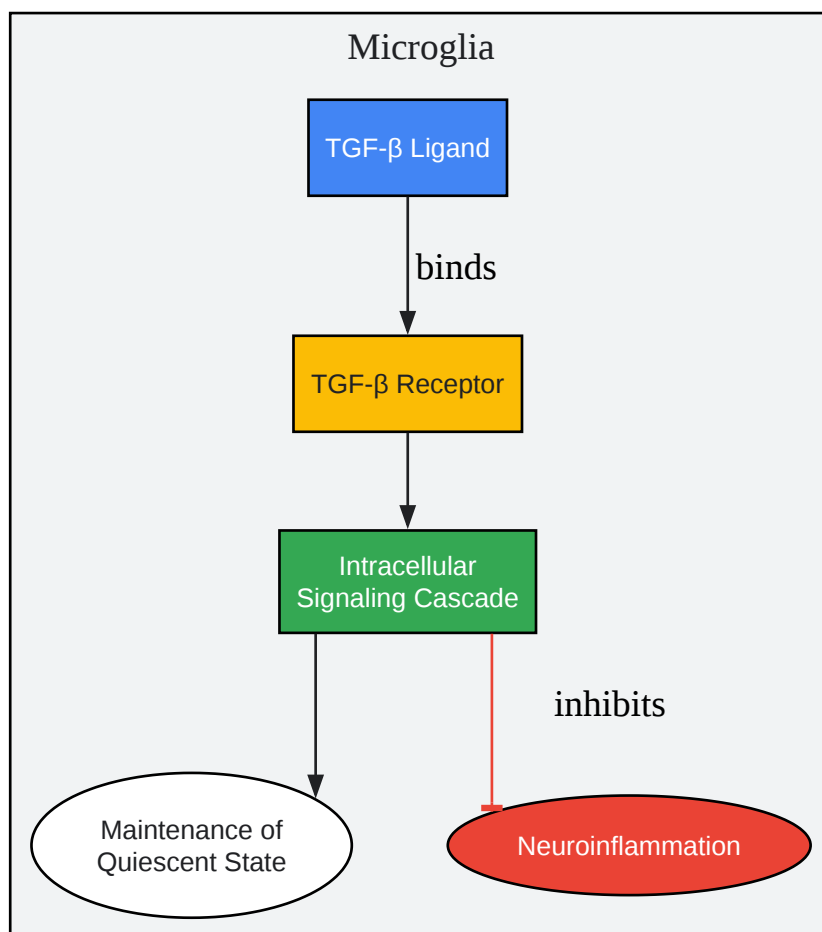 Microglia
TGF-β Ligand
binds
TGF-β Receptor
Intracellular
Signaling Cascade
inhibits
Maintenance of
Quiescent State
Neuroinflammation